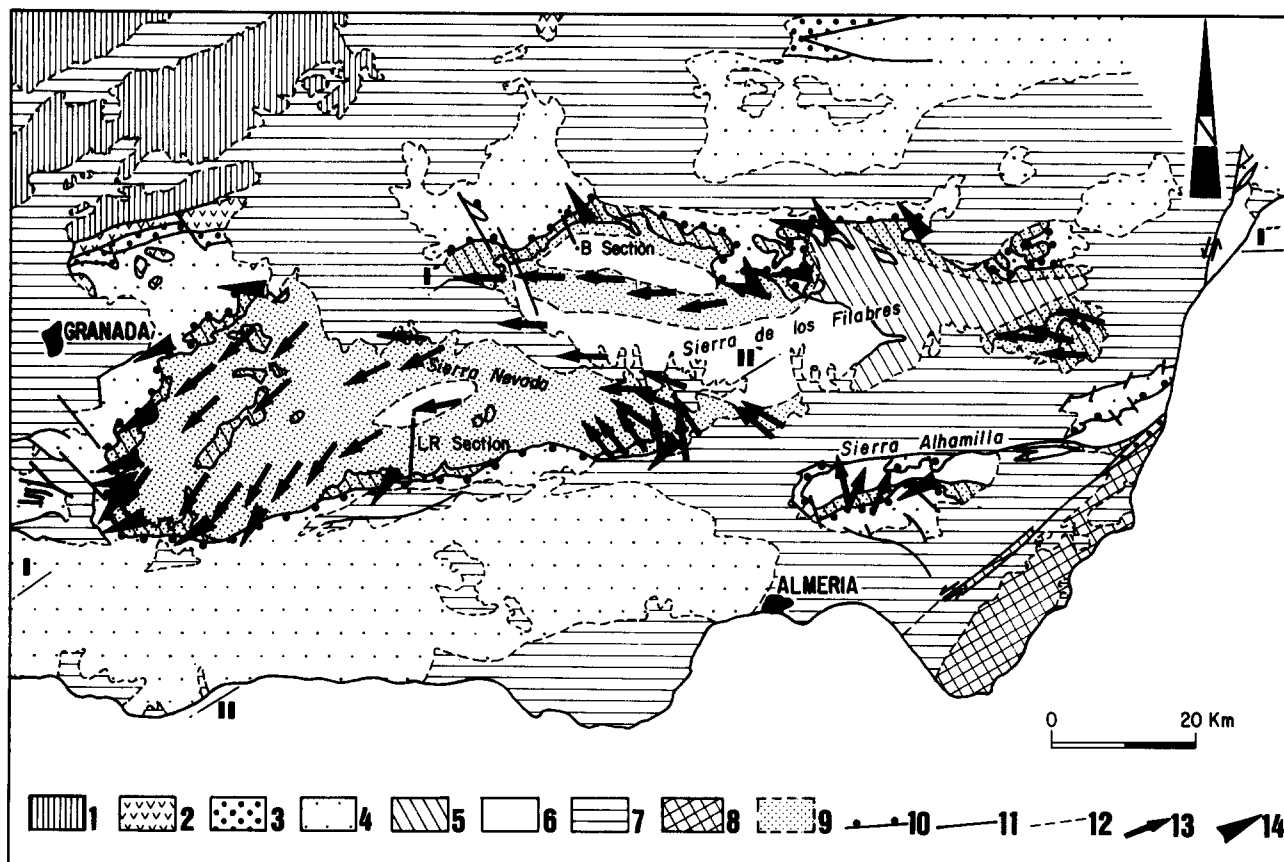 N
I'''
B Section
I'
GRANADA
Sierra de los Filabres
II
Sierra Nevada
LR Section
Sierra Alhamilla
I
ALMERIA
II
0 20 Km
1 2 3 4 5 6 7 8 9 10 11 12 13 14